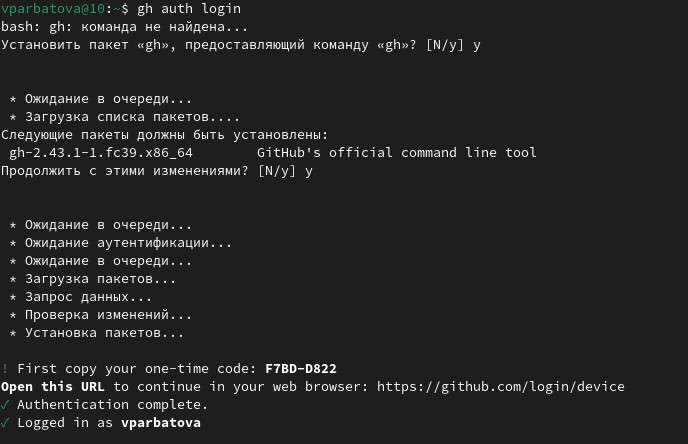 vparbatova@10:~$ gh auth login
bash: gh: команда не найдена...
Установить пакет «gh», предоставляющий команду «gh»? [N/y] y
* Ожидание в очереди...
* Загрузка списка пакетов....
Следующие пакеты должны быть установлены:
gh-2.43.1-1.fc39.x86_64 GitHub's official command line tool
Продолжить с этими изменениями? [N/y] y
* Ожидание в очереди...
* Ожидание аутентификации...
* Ожидание в очереди...
* Загрузка пакетов...
* Запрос данных...
* Проверка изменений...
* Установка пакетов...
! First copy your one-time code: F7BD-D822
Open this URL to continue in your web browser: https://github.com/login/device
✓ Authentication complete.
✓ Logged in as vparbatova